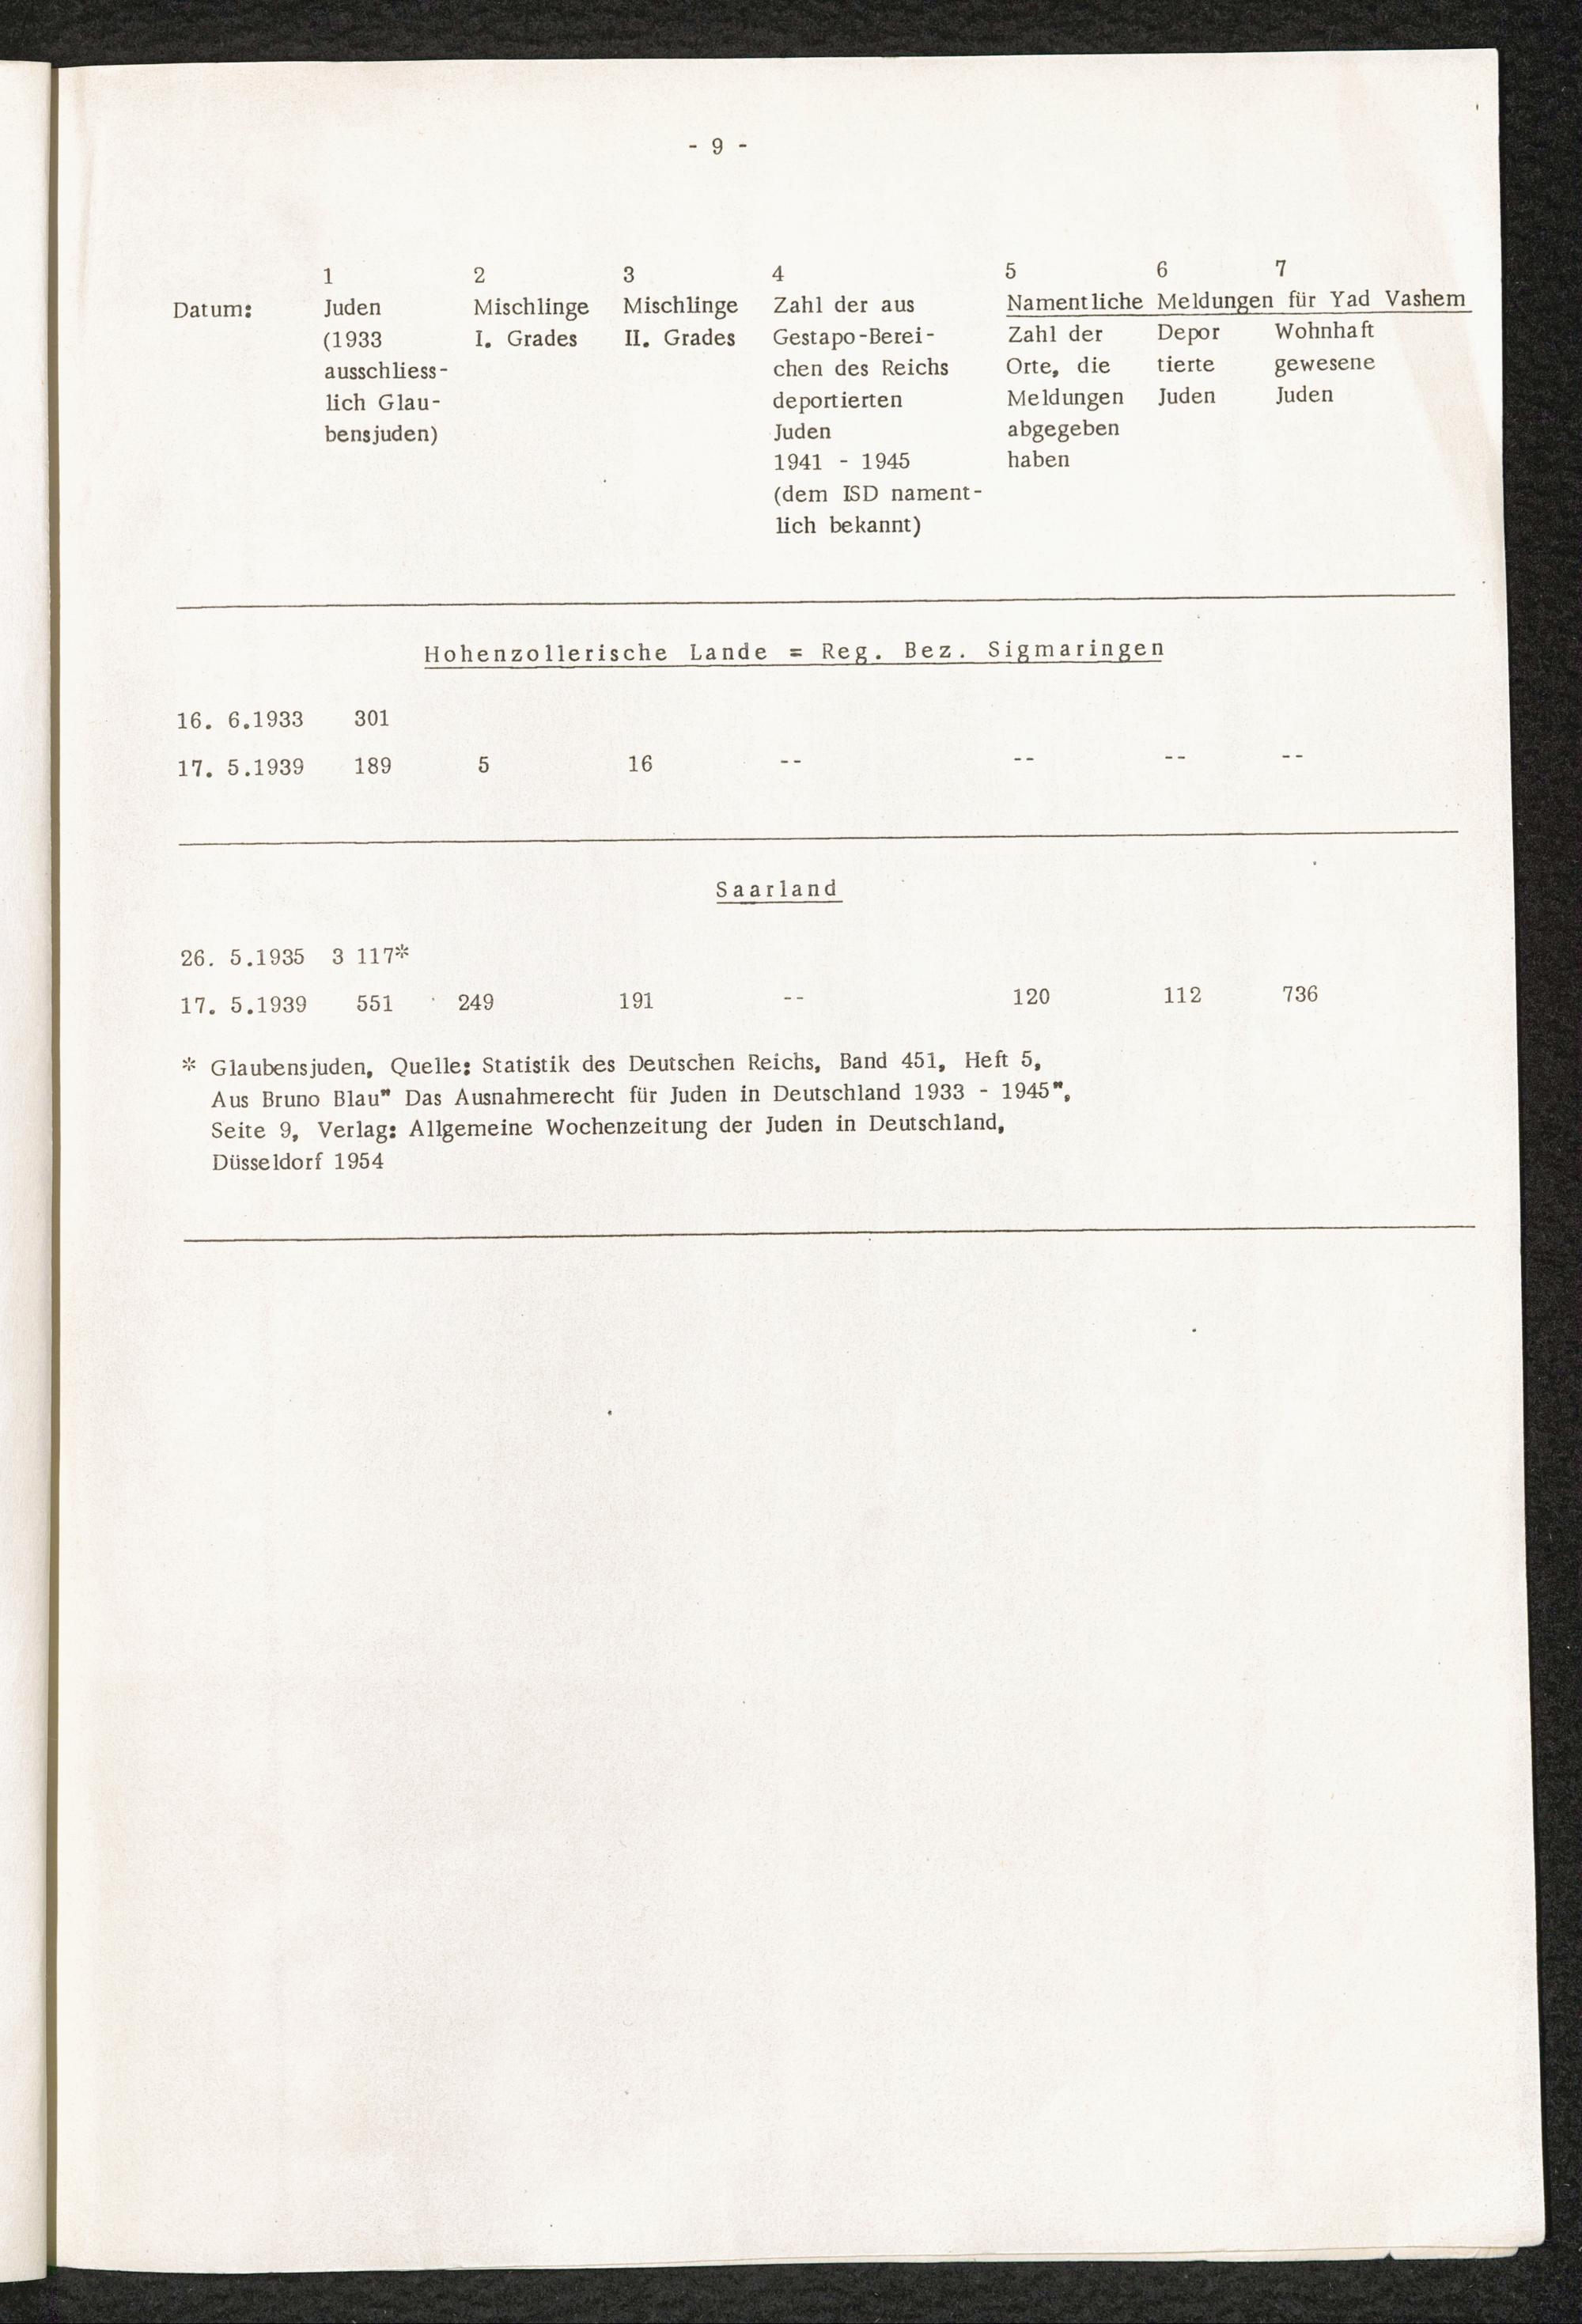 - 9 -
1 2 3 4 5 6 7
Datum: Juden Mischlinge Mischlinge Zahl der aus Namentliche Meldungen für Yad Vashem
(1933 I. Grades II. Grades Gestapo-Berei- Zahl der Depor Wohnhaft
ausschliess- chen des Reichs Orte, die tierte gewesene
lich Glau- deportierten Meldungen Juden Juden
bensjuden) Juden abgegeben
1941 - 1945 haben
(dem ISD nament-
lich bekannt)
Hohenzollerische Lande = Reg. Bez. Sigmaringen
16. 6.1933 301
17. 5.1939 189 5 16 -- -- -- --
Saarland
26. 5.1935 3 117*
17. 5.1939 551 249 191 -- 120 112 736
* Glaubensjuden, Quelle: Statistik des Deutschen Reichs, Band 451, Heft 5,
Aus Bruno Blau" Das Ausnahmerecht für Juden in Deutschland 1933 - 1945",
Seite 9, Verlag: Allgemeine Wochenzeitung der Juden in Deutschland,
Düsseldorf 1954